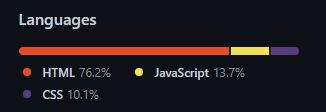 Languages
HTML 76.2% JavaScript 13.7%
CSS 10.1%